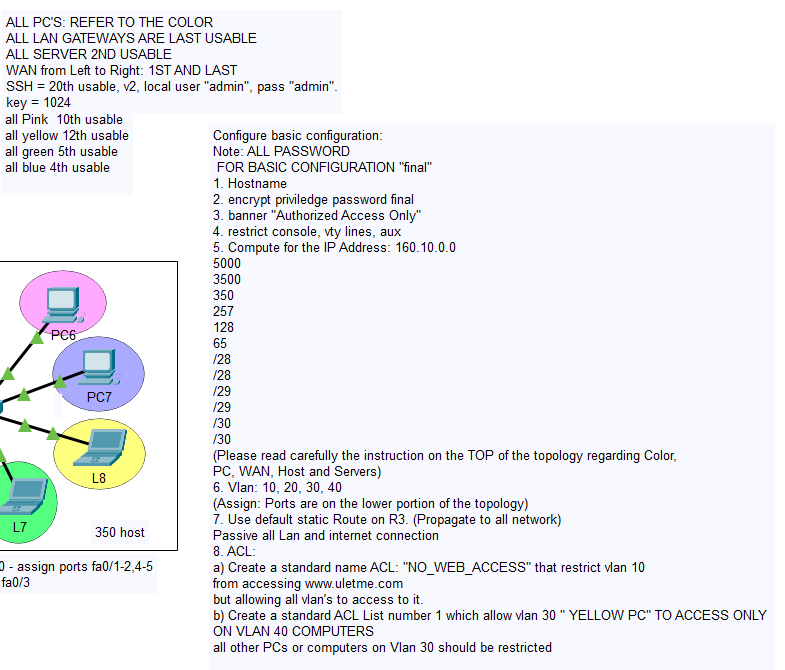 ALL PC'S: REFER TO THE COLOR
ALL LAN GATEWAYS ARE LAST USABLE
ALL SERVER 2ND USABLE
WAN from Left to Right: 1ST AND LAST
SSH = 20th usable, v2, local user "admin", pass "admin".
key = 1024
all Pink 10th usable
all yellow 12th usable
all green 5th usable
all blue 4th usable
PC6
PC7
L8
L7
350 host
0 - assign ports fa0/1-2,4-5
fa0/3
Configure basic configuration:
Note: ALL PASSWORD
FOR BASIC CONFIGURATION "final"
1. Hostname
2. encrypt priviledge password final
3. banner "Authorized Access Only"
4. restrict console, vty lines, aux
5. Compute for the IP Address: 160.10.0.0
5000
3500
350
257
128
65
/28
/28
/29
/29
/30
/30
(Please read carefully the instruction on the TOP of the topology regarding Color,
PC, WAN, Host and Servers)
6. Vlan: 10, 20, 30, 40
(Assign: Ports are on the lower portion of the topology)
7. Use default static Route on R3. (Propagate to all network)
Passive all Lan and internet connection
8. ACL:
a) Create a standard name ACL: "NO_WEB_ACCESS" that restrict vlan 10
from accessing www.uletme.com
but allowing all vlan's to access to it.
b) Create a standard ACL List number 1 which allow vlan 30 " YELLOW PC" TO ACCESS ONLY
ON VLAN 40 COMPUTERS
all other PCs or computers on Vlan 30 should be restricted